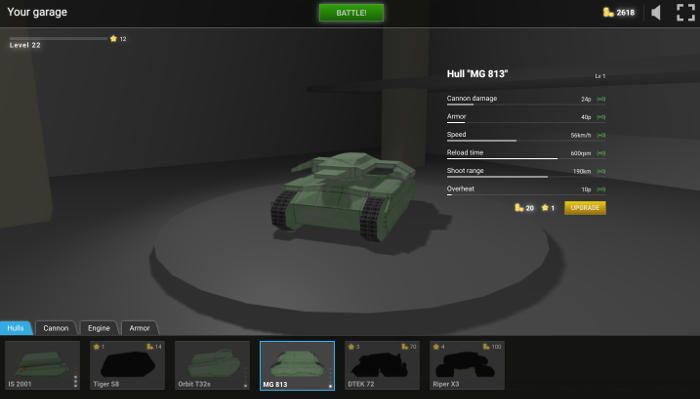 Your garage
BATTLE!
2618
12
Level 22
Hull "MG 813"
Lv 1
Cannon damage 24p
Armor 40p
Speed 56km/h
Reload time 600rpm
Shoot range 190km
Overheat 10p
20 1 UPGRADE
Hulls Cannon Engine Armor
1 14 3 70 4 100
IS 2001 Tiger S8 Orbit T32s MG 813 DTEK 72 Riper X3